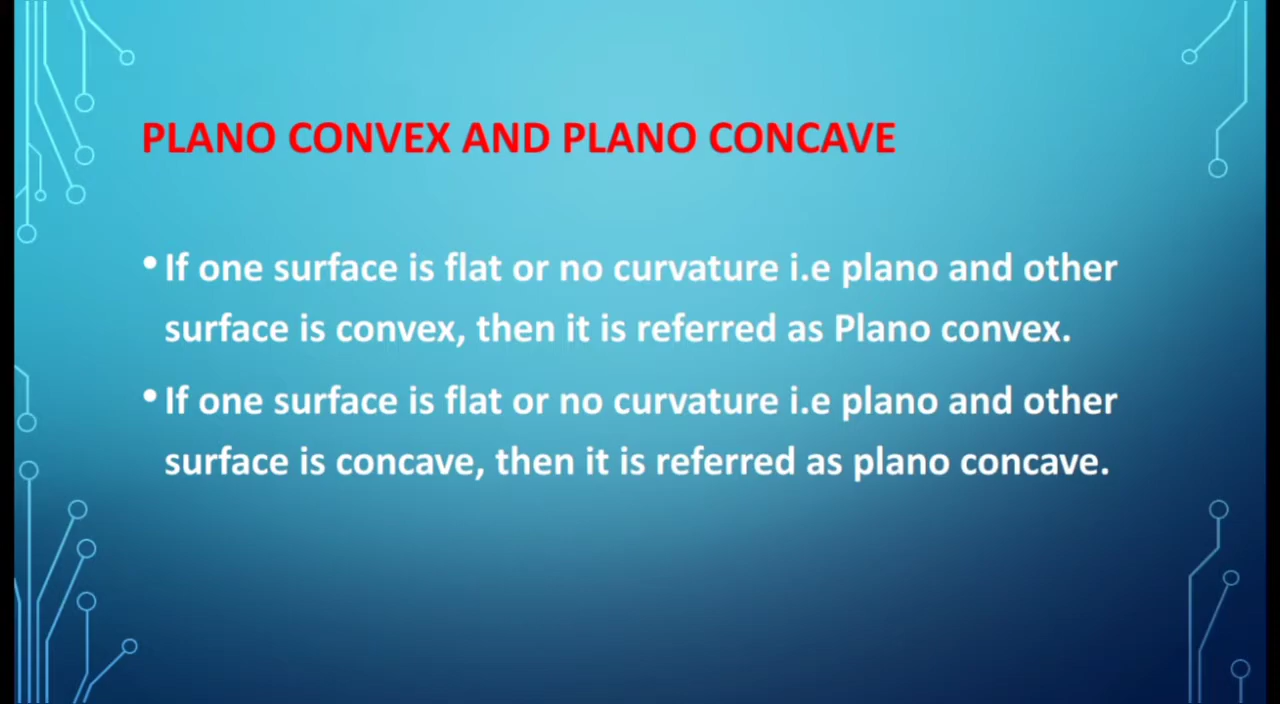 PLANO CONVEX AND PLANO CONCAVE
• If one surface is flat or no curvature i.e plano and other
surface is convex, then it is referred as Plano convex.
• If one surface is flat or no curvature i.e plano and other
surface is concave, then it is referred as plano concave.